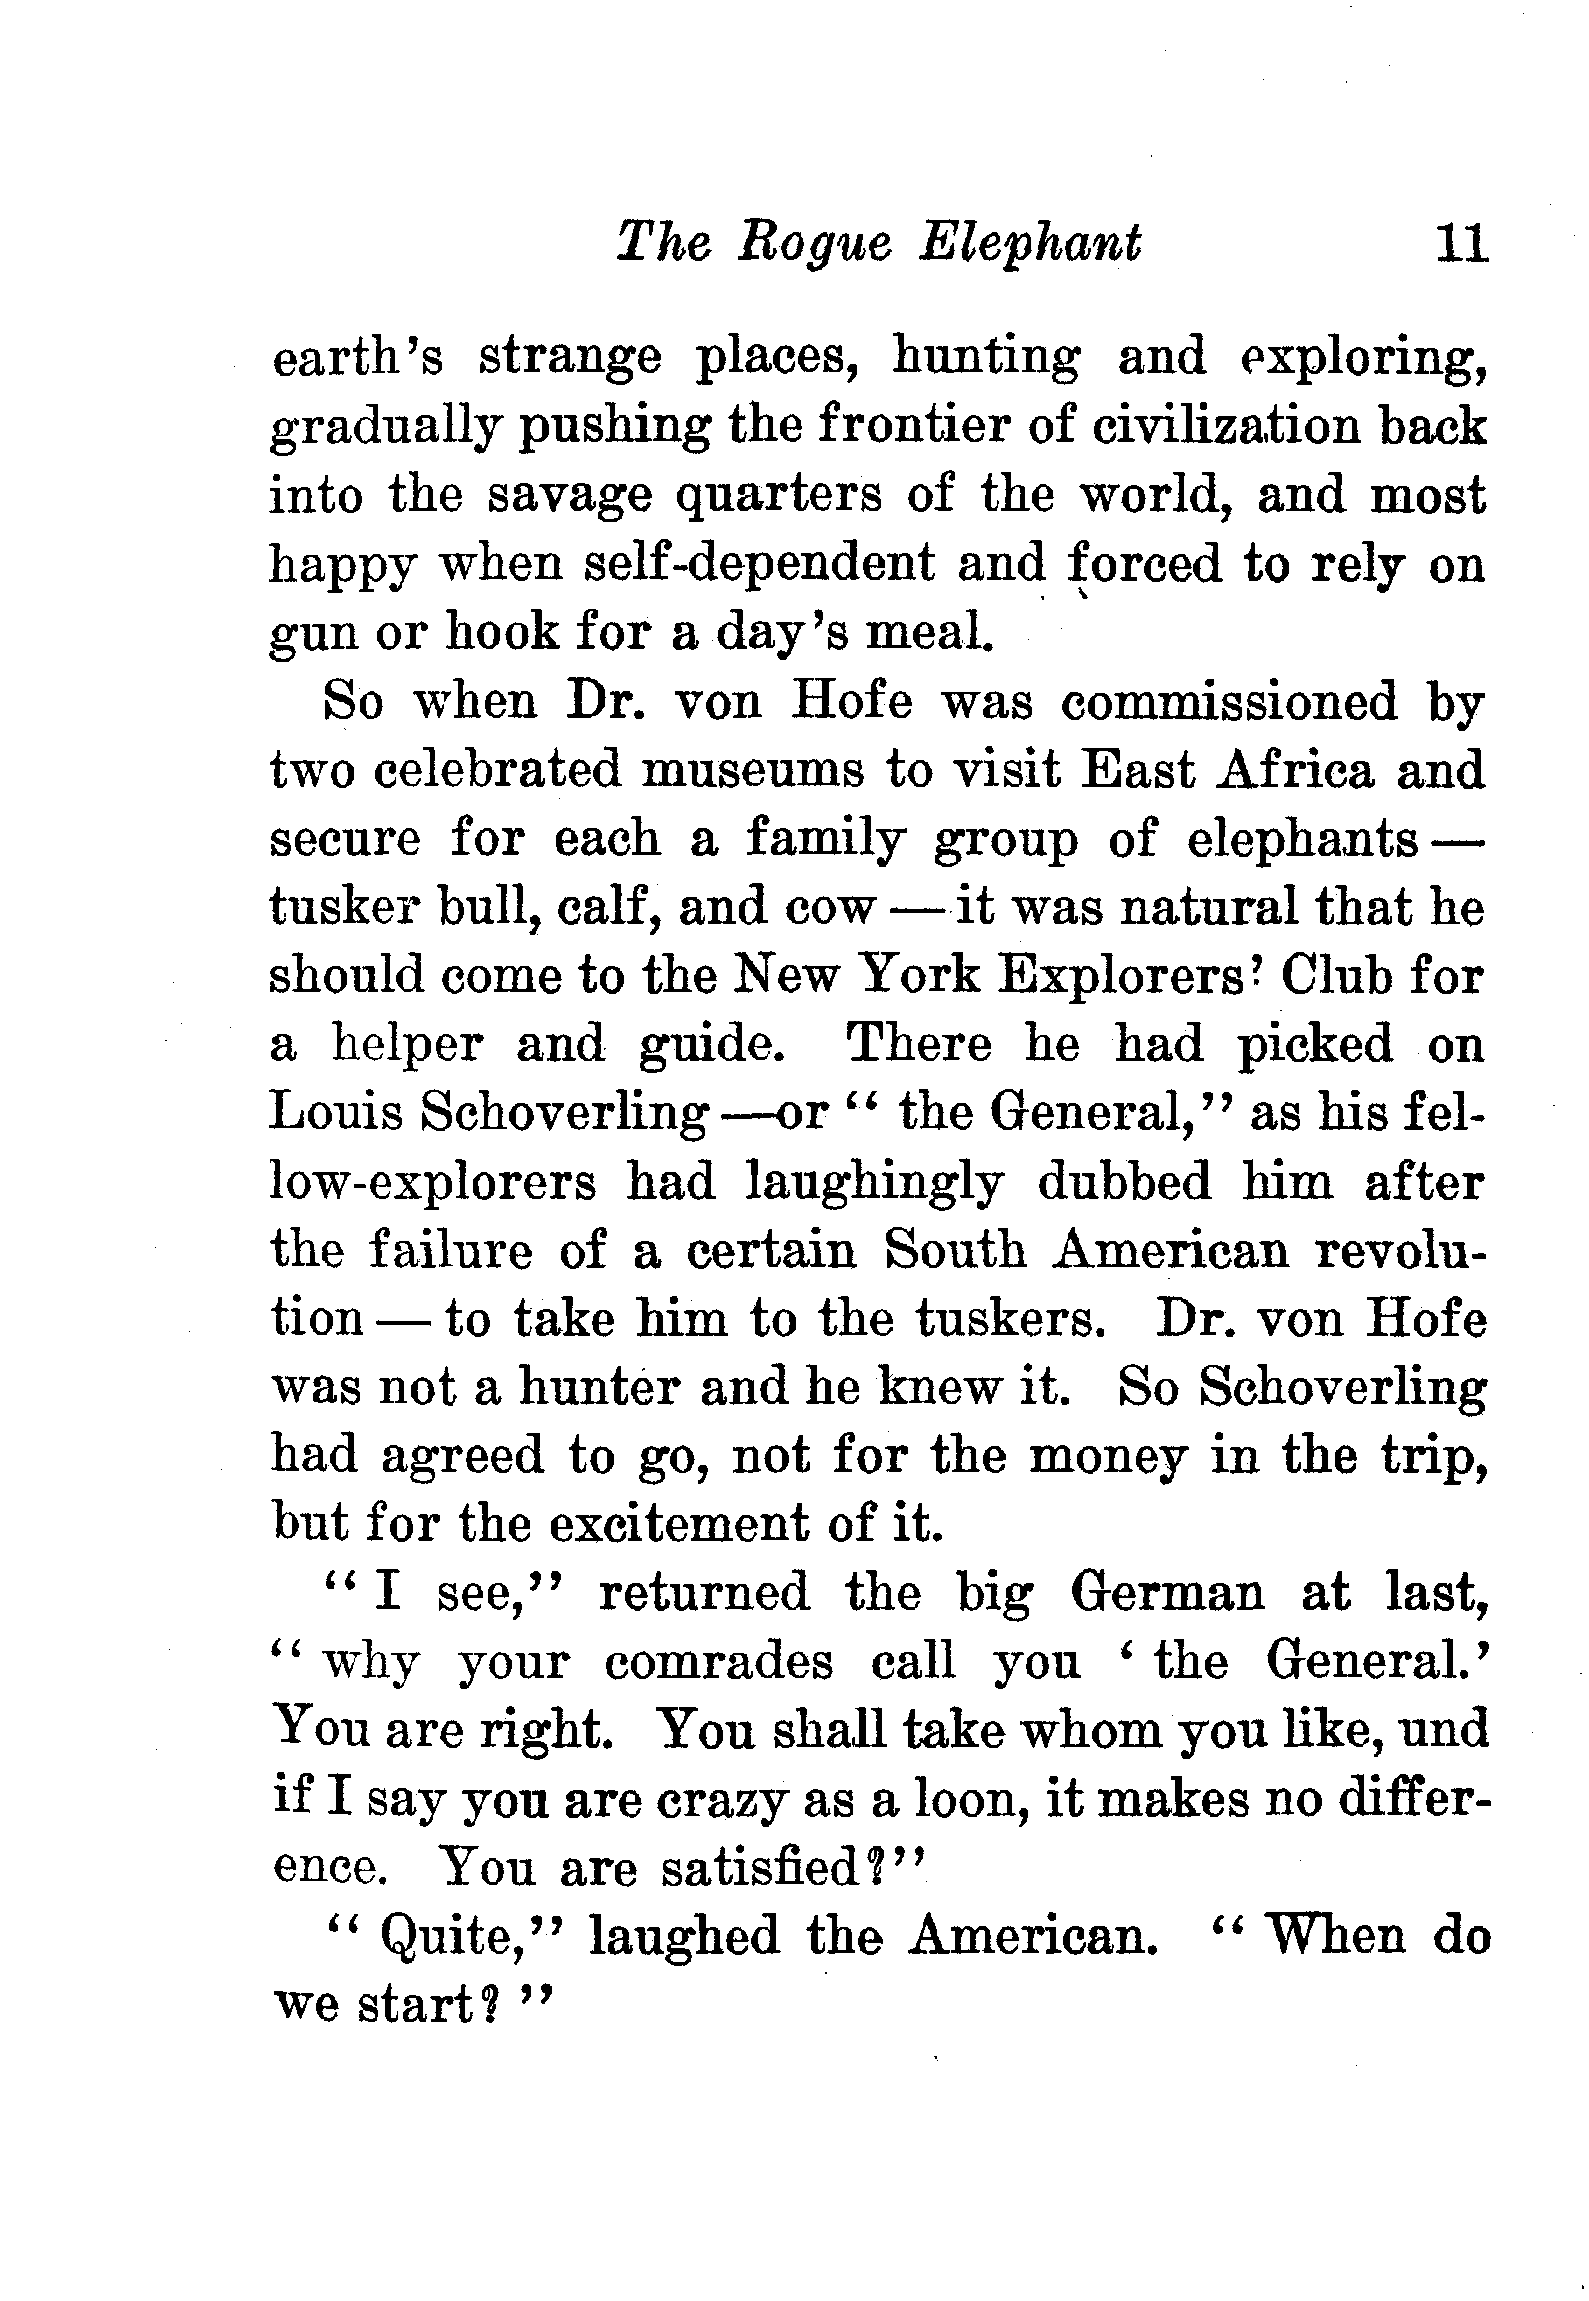 The Rogue Elephant 11
earth's strange places, hunting and exploring,
gradually pushing the frontier of civilization back
into the savage quarters of the world, and most
happy when self-dependent and forced to rely on
gun or hook for a day's meal.
So when Dr. von Hofe was commissioned by
two celebrated museums to visit East Africa and
secure for each a family group of elephants —
tusker bull, calf, and cow — it was natural that he
should come to the New York Explorers' Club for
a helper and guide. There he had picked on
Louis Schoverling —or " the General," as his fel-
low-explorers had laughingly dubbed him after
the failure of a certain South American revolu-
tion — to take him to the tuskers. Dr. von Hofe
was not a hunter and he knew it. So Schoverling
had agreed to go, not for the money in the trip,
but for the excitement of it.
" I see," returned the big German at last,
" why your comrades call you ' the General.'
You are right. You shall take whom you like, und
if I say you are crazy as a loon, it makes no differ-
ence. You are satisfied?"
" Quite," laughed the American. " When do
we start? "